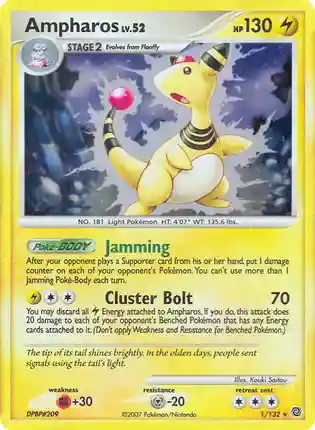 Ampharos LV.52 HP 130
STAGE2 Evolves from Flaaffy
NO. 181 Light Pokémon HT: 4'07" WT: 135.6 lbs.
Poké-BODY Jamming
After your opponent plays a Supporter card from his or her hand, put 1
damage counter on each of your opponent's Pokémon. You can't use more than 1
Jamming Poké-Body each turn.
Cluster Bolt 70
You may discard all Energy attached to Ampharos. If you do, this attack does
20 damage to each of your opponent's Benched Pokémon that has any Energy
cards attached to it. (Don't apply Weakness and Resistance for Benched Pokémon.)
The tip of its tail shines brightly. In the olden days, people sent
signals using the tail's light.
Illus. Kouki Saitou
weakness resistance retreat cost
+30 -20
DPBP#209 ©2007 Pokémon/Nintendo 1/132